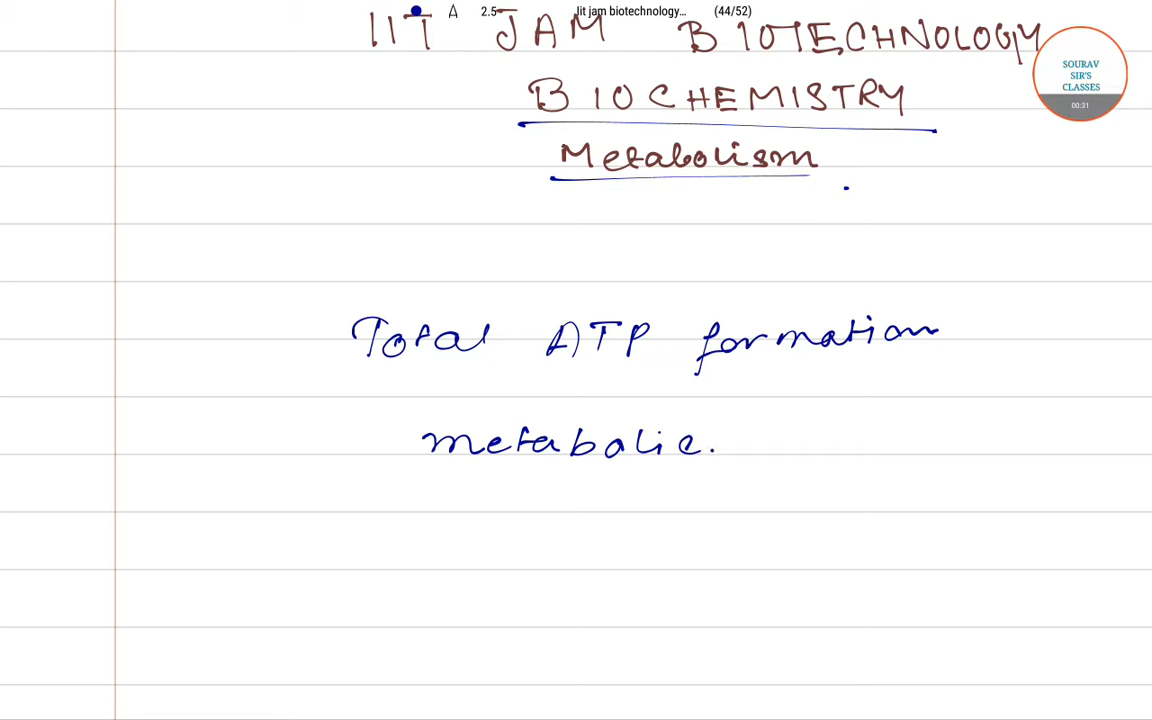 A 2.5 Iit jam biotechnology... (44/52)
IIT JAM BIOTECHNOLOGY
SOURAV
SIR'S
CLASSES
00:31
BIOCHEMISTRY
Metabolism
Total ATP formation
metabalic.